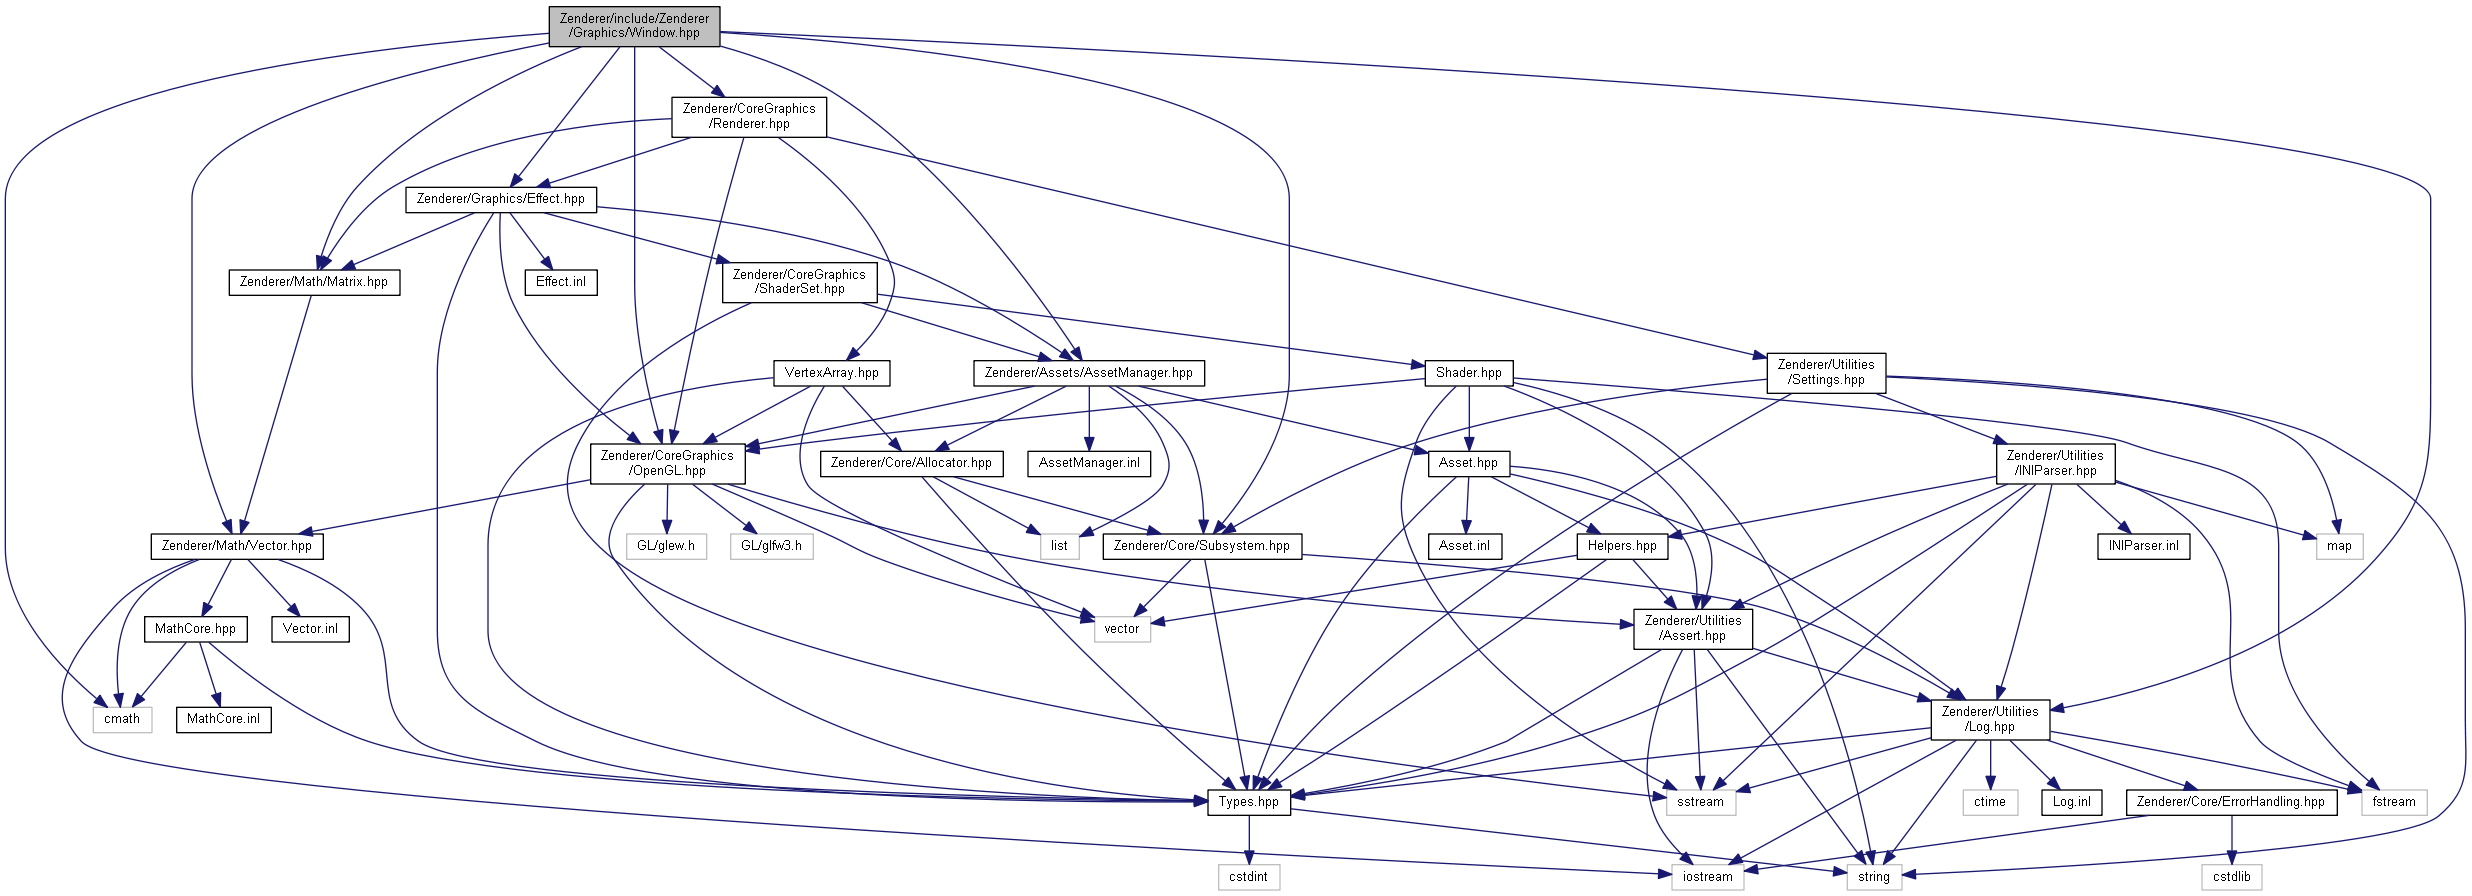 Zenderer/include/Zenderer
/Graphics/Window.hpp
Zenderer/CoreGraphics
/Renderer.hpp
Zenderer/Graphics/Effect.hpp
Zenderer/Math/Matrix.hpp
Effect.inl
Zenderer/CoreGraphics
/ShaderSet.hpp
VertexArray.hpp
Zenderer/Assets/AssetManager.hpp
Shader.hpp
Zenderer/Utilities
/Settings.hpp
Zenderer/CoreGraphics
/OpenGL.hpp
Zenderer/Core/Allocator.hpp
AssetManager.inl
Asset.hpp
Zenderer/Utilities
/INIParser.hpp
Zenderer/Math/Vector.hpp
GL/glew.h
GL/glfw3.h
list
Zenderer/Core/Subsystem.hpp
Asset.inl
Helpers.hpp
INIParser.inl
map
MathCore.hpp
Vector.inl
vector
Zenderer/Utilities
/Assert.hpp
cmath
MathCore.inl
Zenderer/Utilities
/Log.hpp
Types.hpp
sstream
ctime
Log.inl
Zenderer/Core/ErrorHandling.hpp
fstream
cstdint
iostream
string
cstdlib